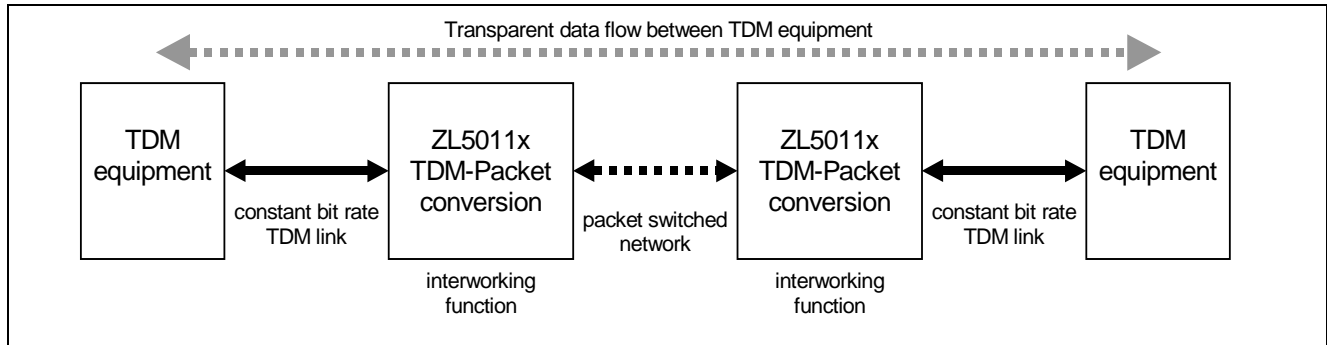 Transparent data flow between TDM equipment
TDM
equipment
constant bit rate
TDM link
ZL5011x
TDM-Packet
conversion
interworking
function
packet switched
network
ZL5011x
TDM-Packet
conversion
interworking
function
constant bit rate
TDM link
TDM
equipment